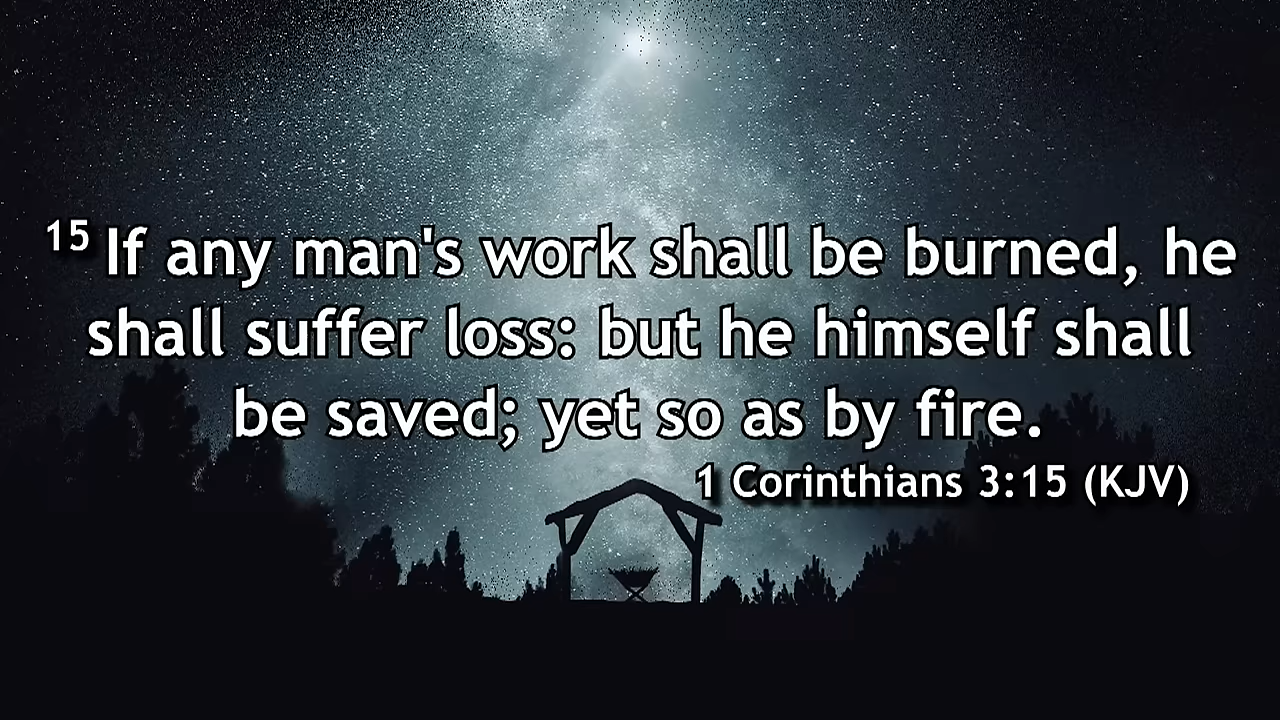 15 If any man's work shall be burned, he
shall suffer loss: but he himself shall
be saved; yet so as by fire.
1 Corinthians 3:15 (KJV)